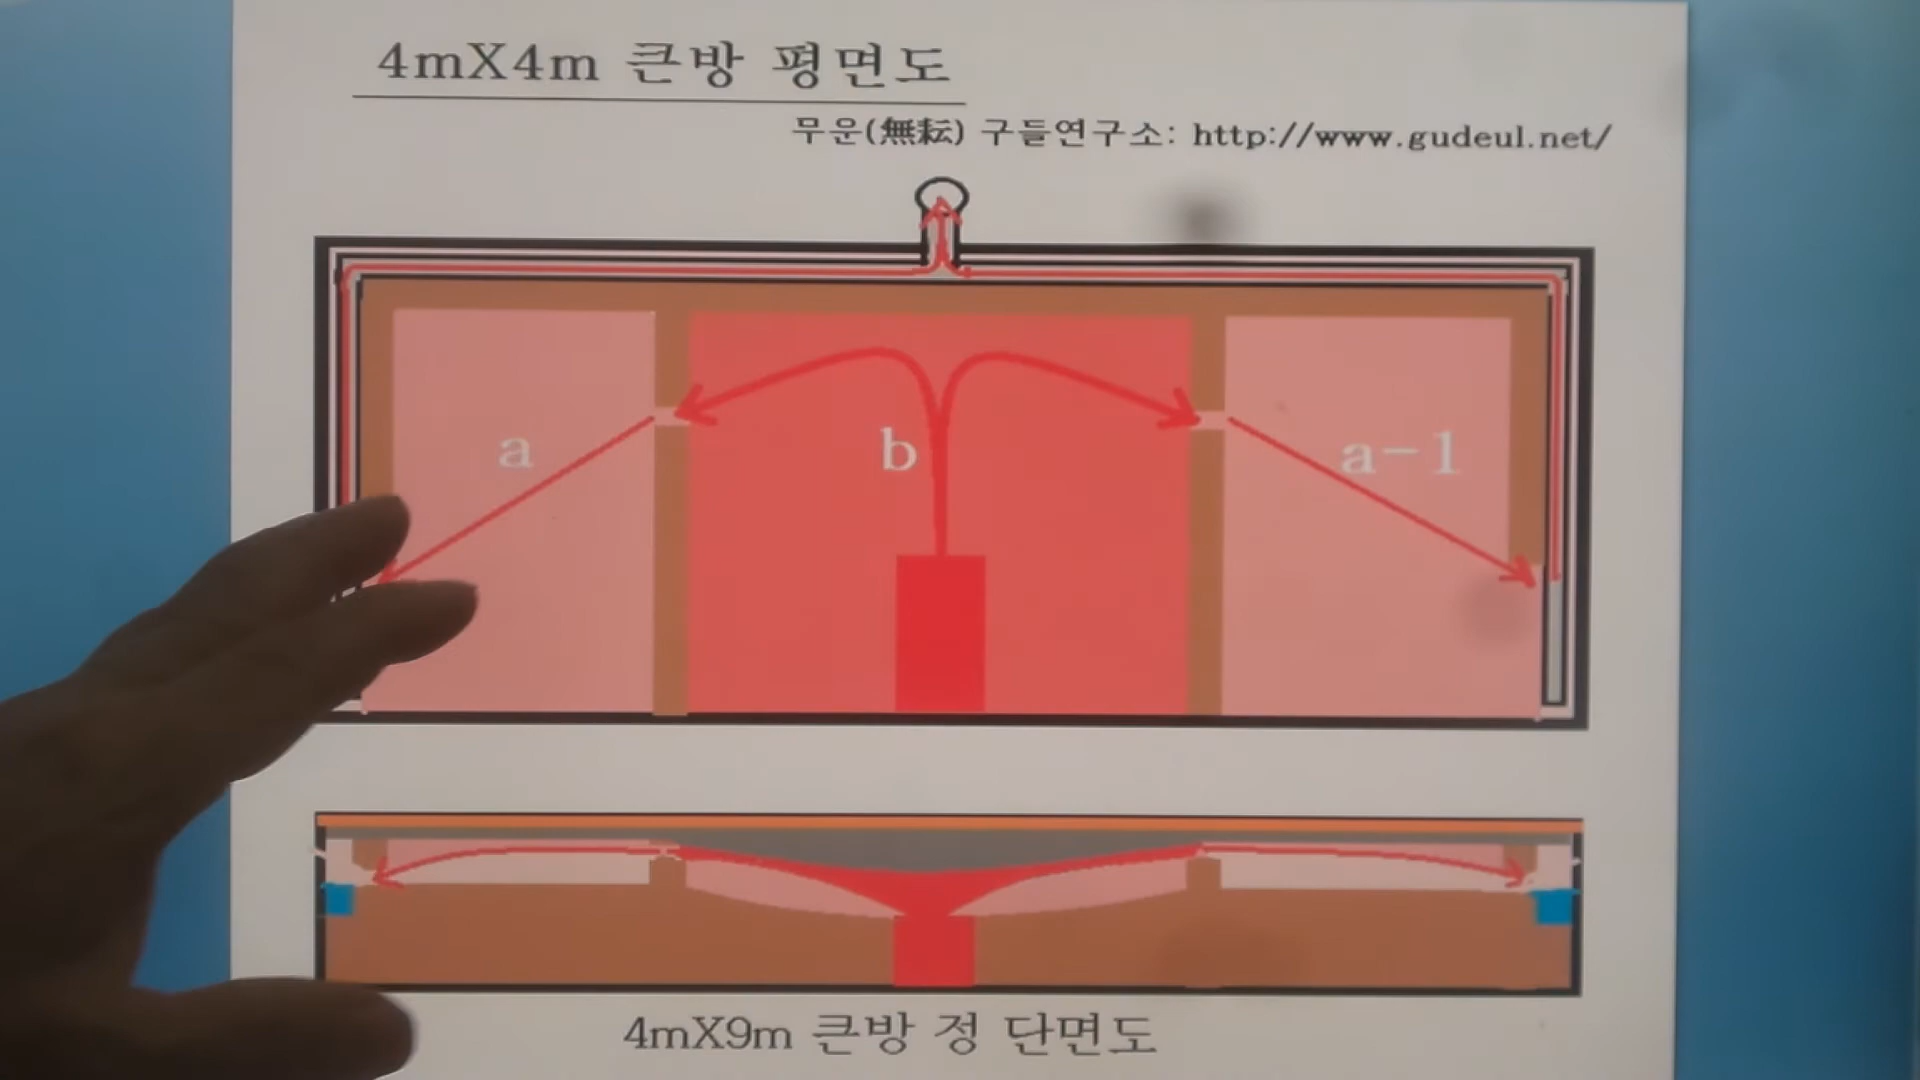 4mX4m 큰방 평면도
무운(無耘) 구들연구소: http://www.gudeul.net/
a
b
a-1
4mX9m 큰방 정 단면도